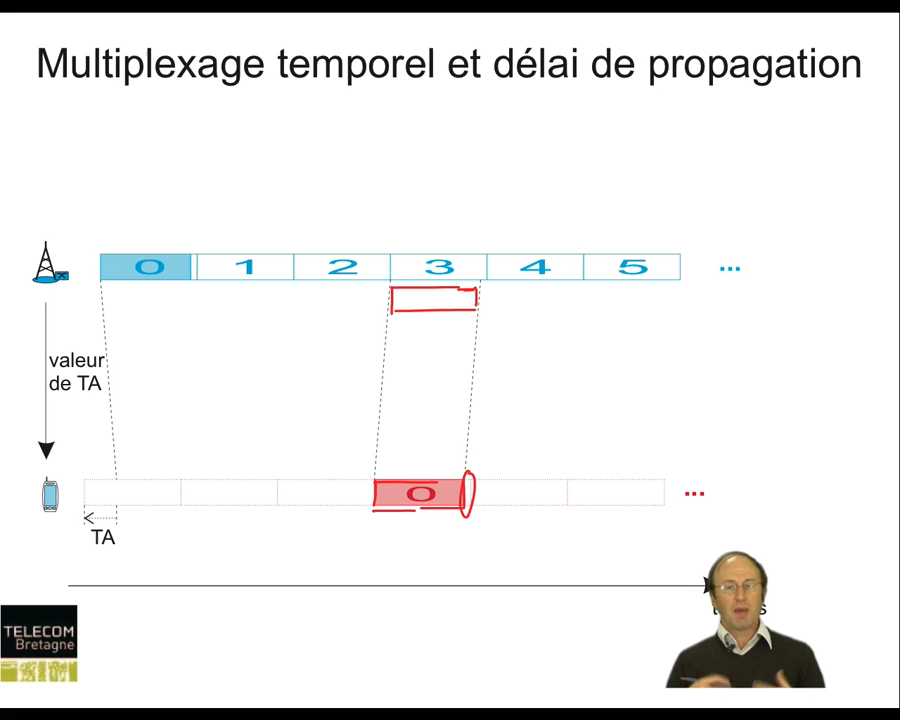 Multiplexage temporel et délai de propagation
0 1 2 3 4 5 ...
valeur
de TA
0 ...
TA
TELECOM
Bretagne